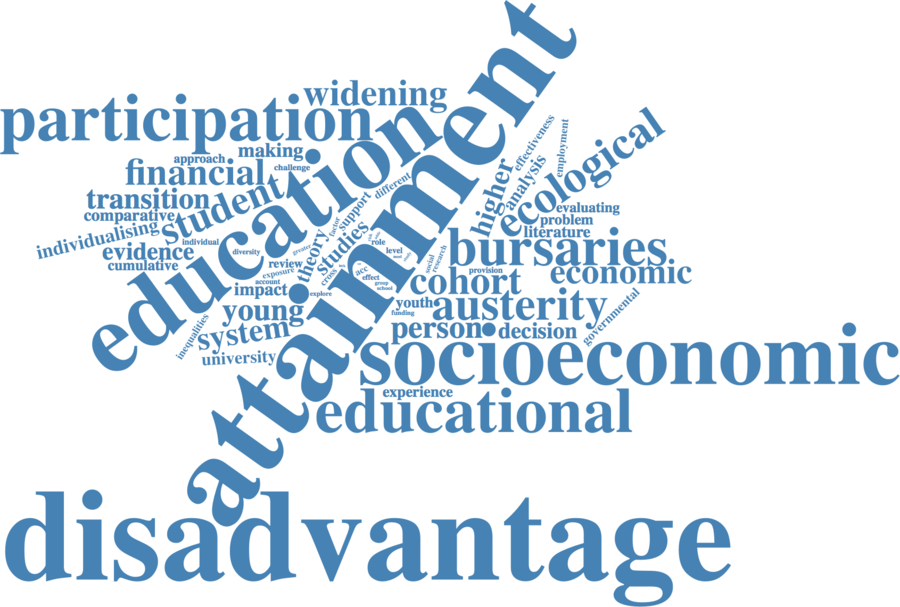 widening
participation
making
approach
financial
challenge
education
attainment
transition
student
different
comparative
support
individualising
individual
evidence
cumulative
diversity
greater
factor
theory
studies
role
level
review
exposure
account
cross
acc
effect
group
school
impact
explore
young
system
inequalities
university
effectiveness
employment
higher
analysis
ecological
evaluating
problem
literature
bursaries
social
research
provision
economic
cohort
youth
austerity
funding
governmental
person
decision
socioeconomic
experience
educational
disadvantage